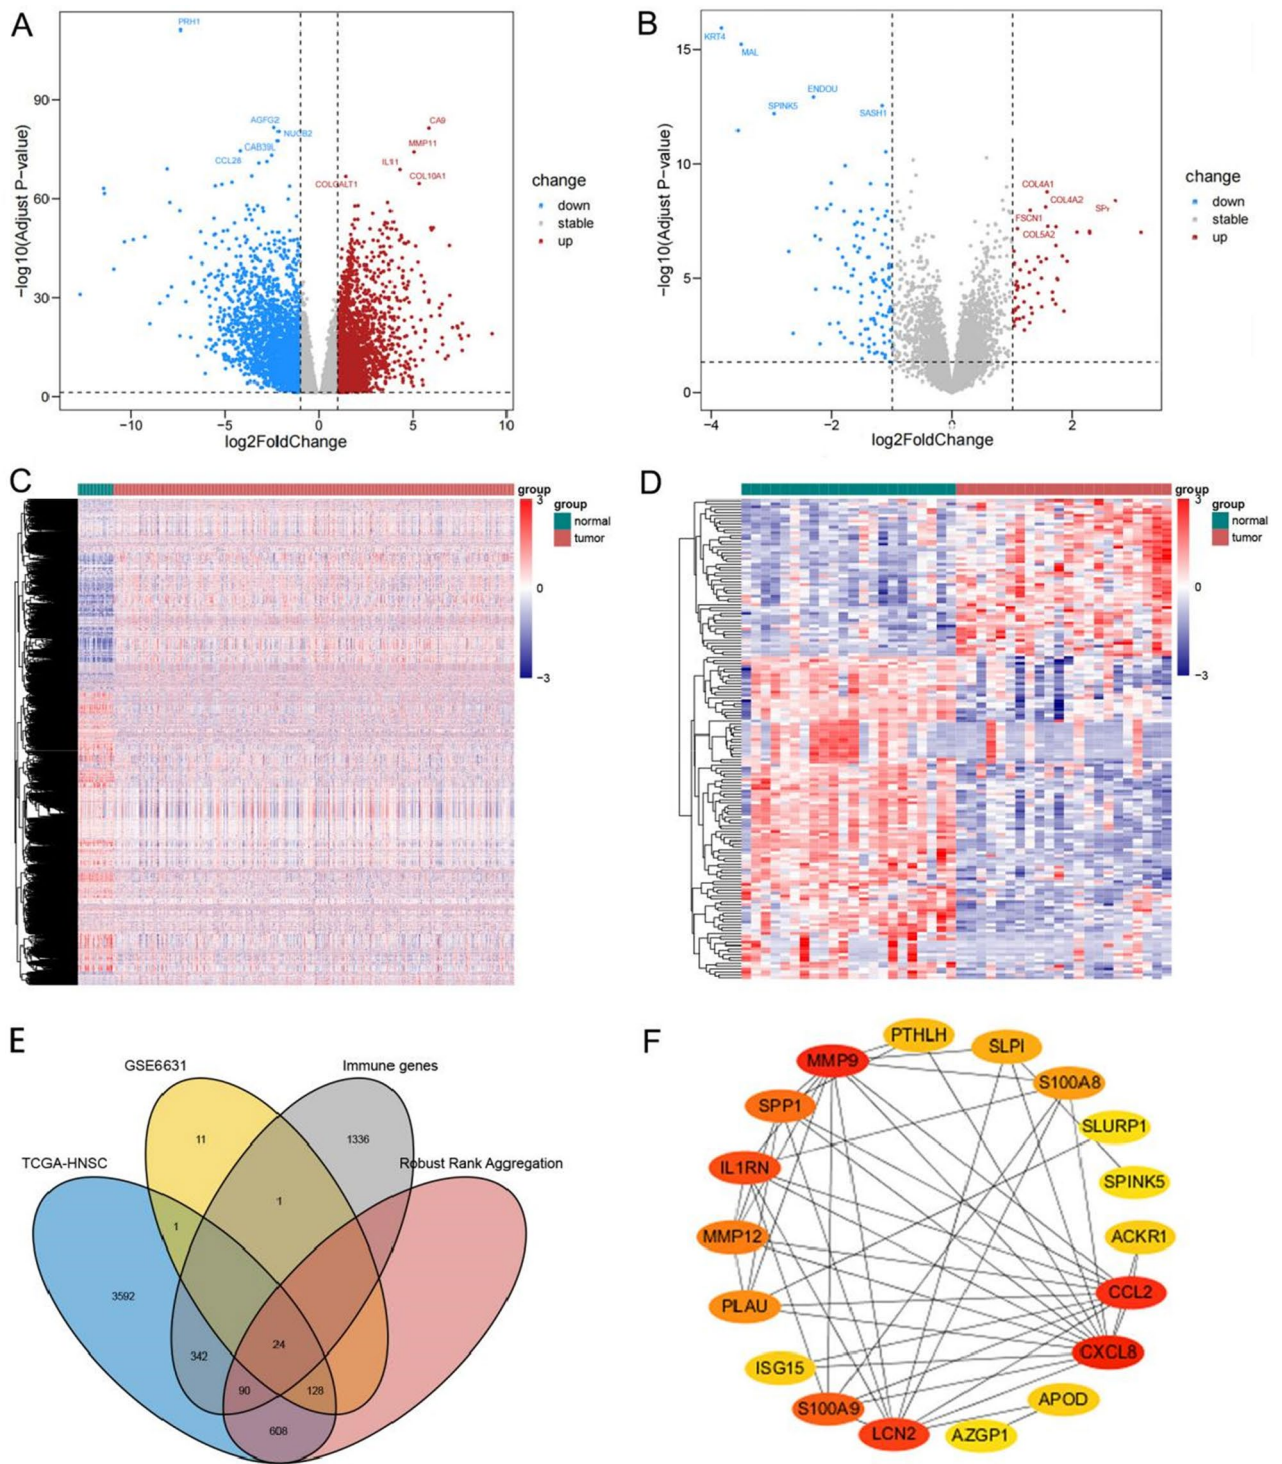 A
PRH1
AGFG2
NUCB2
CAB39L
CCL28
CA9
MMP11
IL11
COL10A1
COLGALT1
90
60
30
0
−10
−5
0
5
10
log2FoldChange
−log10(Adjust P−value)
change
down
stable
up
B
KRT4
MAL
ENDOU
SPINK5
SASH1
COL4A1
COL4A2
FSCN1
COL5A2
15
10
5
0
−4
−2
0
2
log2FoldChange
−log10(Adjust P−value)
change
down
stable
up
C
group
3
0
−3
group
normal
tumor
D
group
3
0
−3
group
normal
tumor
E
GSE6631
Immune genes
TCGA-HNSC
Robust Rank Aggregation
11
1336
1
1
3592
24
342
90
128
608
F
PTHLH
MMP9
SLPI
S100A8
SPP1
SLURP1
IL1RN
SPINK5
MMP12
ACKR1
CCL2
PLAU
CXCL8
ISG15
APOD
S100A9
LCN2
AZGP1